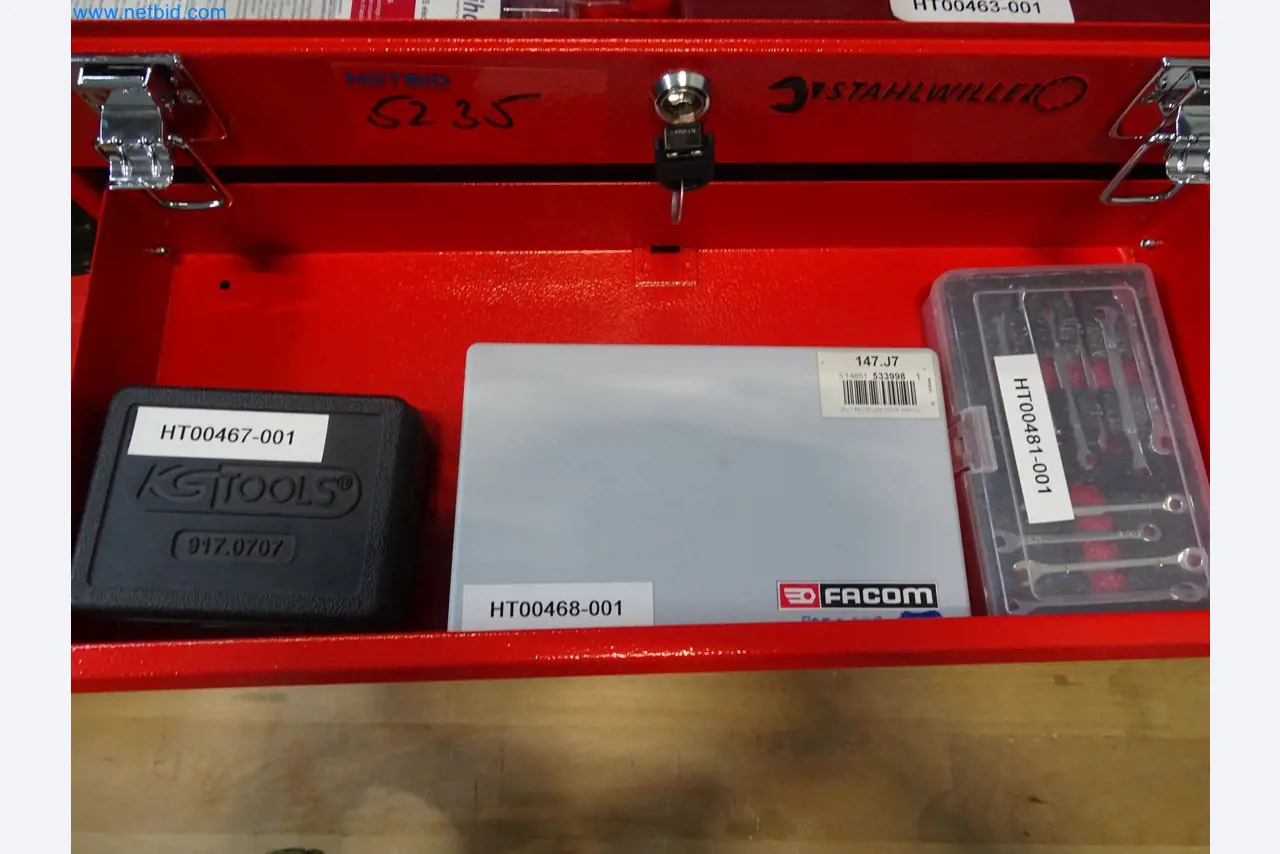 www.netbid.com
HT00463-001
NETBID
5235
STAHLWILLE
147.J7
533998 1
HT00467-001
KS TOOLS®
917.0707
HT00481-001
HT00468-001
FACOM